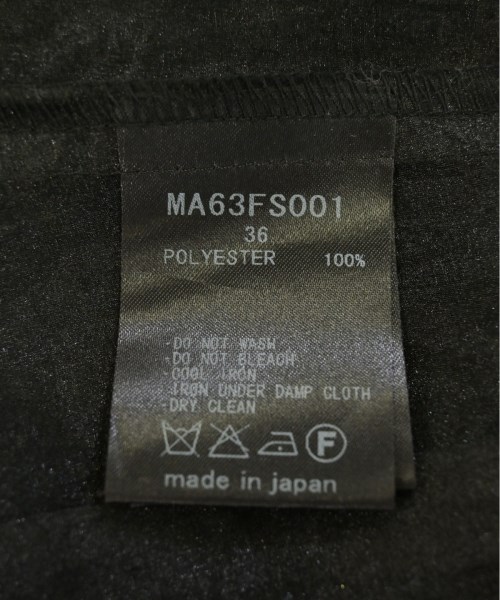 MA63FS001
36
POLYESTER 100%
-DO NOT WASH
-DO NOT BLEACH
-COOL IRON
IRON UNDER DAMP CLOTH
-DRY CLEAN
F
made in japan